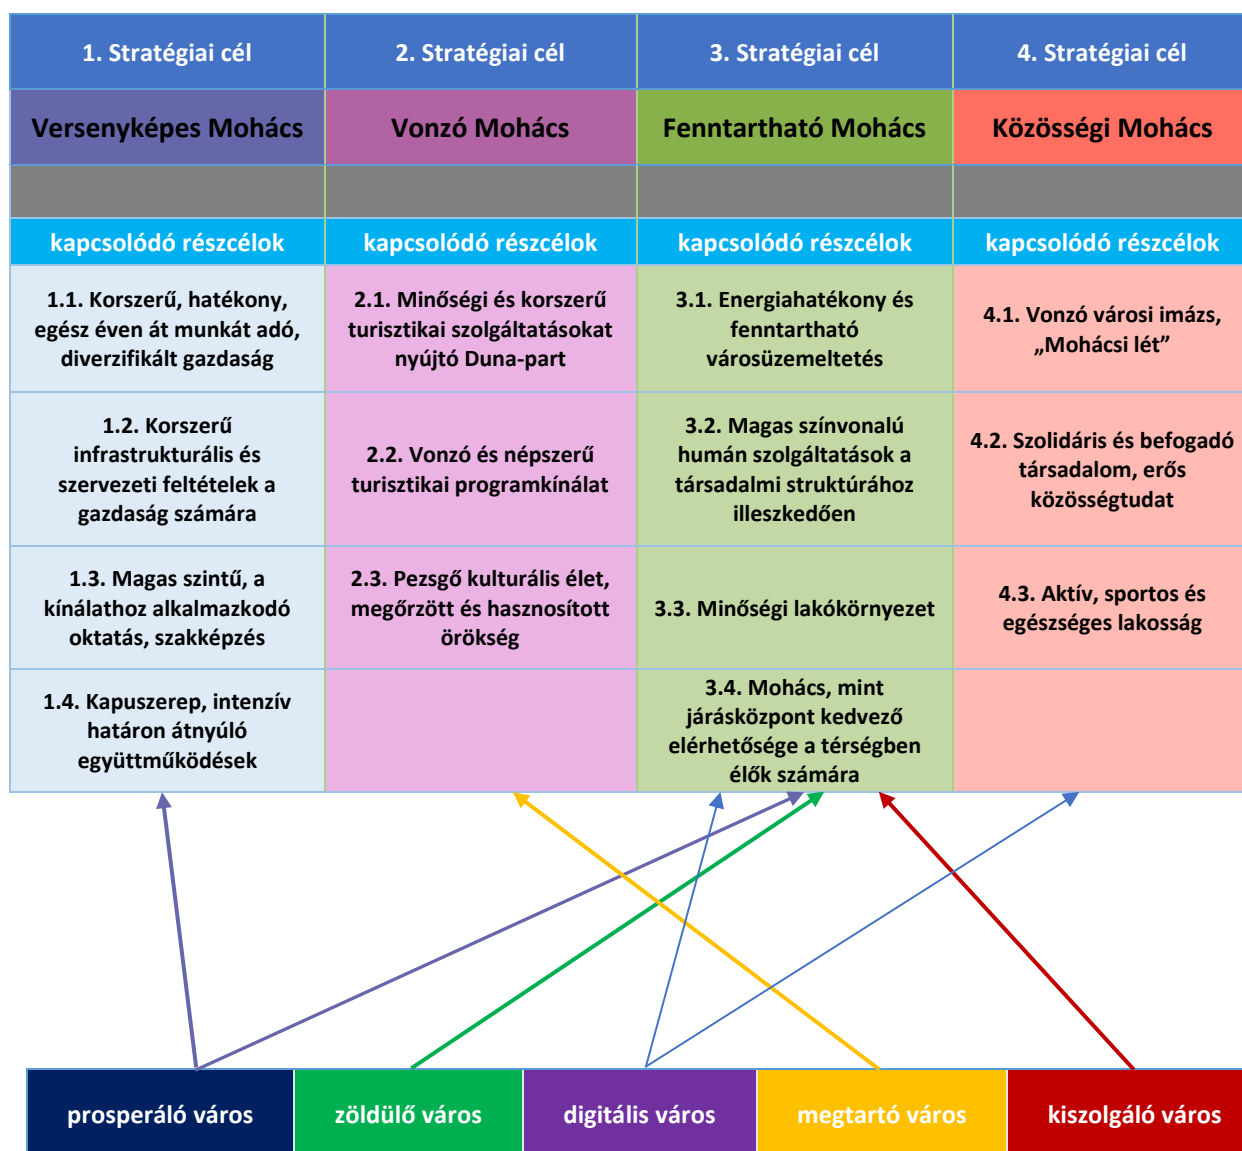 1. Stratégiai cél
2. Stratégiai cél
3. Stratégiai cél
4. Stratégiai cél
Versenyképes Mohács
Vonzó Mohács
Fenntartható Mohács
Közösségi Mohács
kapcsolódó részcélok
kapcsolódó részcélok
kapcsolódó részcélok
kapcsolódó részcélok
1.1. Korszerű, hatékony,
egész éven át munkát adó,
diverzifikált gazdaság
2.1. Minőségi és korszerű
turisztikai szolgáltatásokat
nyújtó Duna-part
3.1. Energiahatékony és
fenntartható
városüzemeltetés
4.1. Vonzó városi imázs,
„Mohácsi lét”
1.2. Korszerű
infrastrukturális és
szervezeti feltételek a
gazdaság számára
2.2. Vonzó és népszerű
turisztikai programkínálat
3.2. Magas színvonalú
humán szolgáltatások a
társadalmi struktúrához
illeszkedően
4.2. Szolidáris és befogadó
társadalom, erős
közösségtudat
1.3. Magas szintű, a
kínálathoz alkalmazkodó
oktatás, szakképzés
2.3. Pezsgő kulturális élet,
megőrzött és hasznosított
örökség
3.3. Minőségi lakókörnyezet
4.3. Aktív, sportos és
egészséges lakosság
1.4. Kapuszerep, intenzív
határon átnyúló
együttműködések
3.4. Mohács, mint
járásközpont kedvező
elérhetősége a térségben
élők számára
prosperáló város
zöldülő város
digitális város
megtartó város
kiszolgáló város